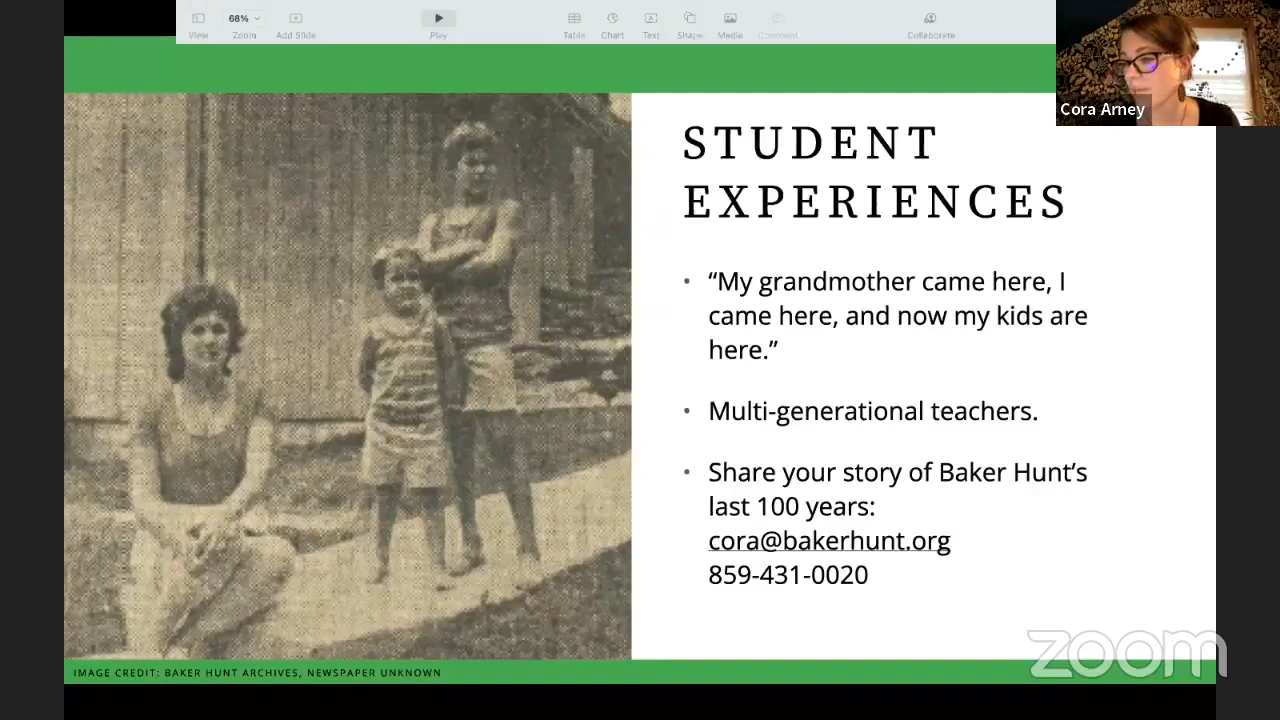 68%
View
Zoom
Add Slide
Play
Table
Chart
Text
Shape
Media
Comment
Collaborate
Cora Arney
STUDENT
EXPERIENCES
• “My grandmother came here, I
came here, and now my kids are
here.”
• Multi-generational teachers.
• Share your story of Baker Hunt’s
last 100 years:
cora@bakerhunt.org
859-431-0020
zoom
IMAGE CREDIT: BAKER HUNT ARCHIVES, NEWSPAPER UNKNOWN